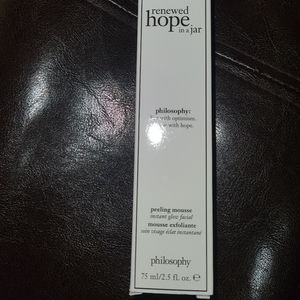 renewed
hope
in a jar
philosophy:
with optimism.
with hope.
peeling mousse
instant glow facial
mousse exfoliante
soin visage éclat instantané
philosophy
75 ml/2.5 fl. oz. ℮